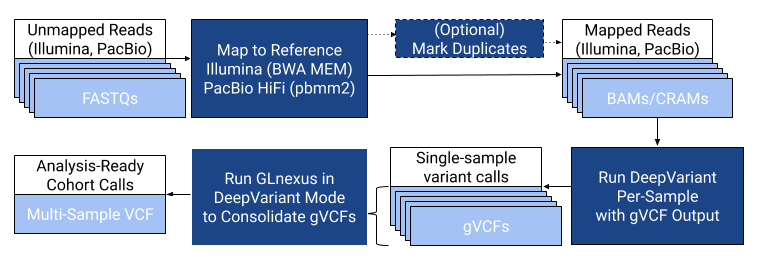 Unmapped Reads
(Illumina, PacBio)
FASTQs
Map to Reference
Illumina (BWA MEM)
PacBio HiFi (pbmm2)
(Optional)
Mark Duplicates
Mapped Reads
(Illumina, PacBio)
BAMs/CRAMs
Run DeepVariant
Per-Sample
with gVCF Output
Single-sample
variant calls
gVCFs
Run GLnexus in
DeepVariant Mode
to Consolidate gVCFs
Analysis-Ready
Cohort Calls
Multi-Sample VCF